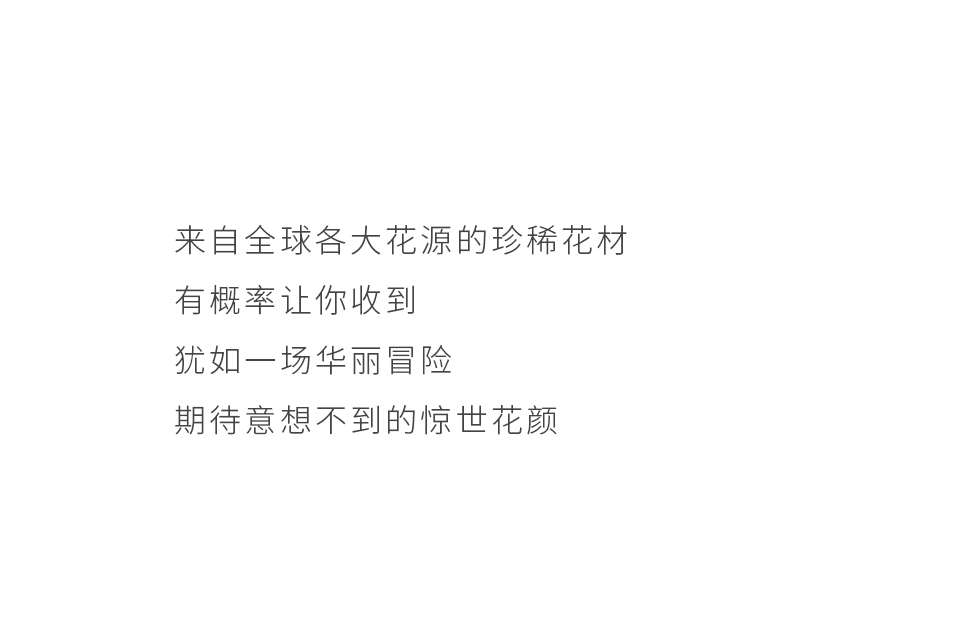 来自全球各大花源的珍稀花材
有概率让你收到
犹如一场华丽冒险
期待意想不到的惊世花颜